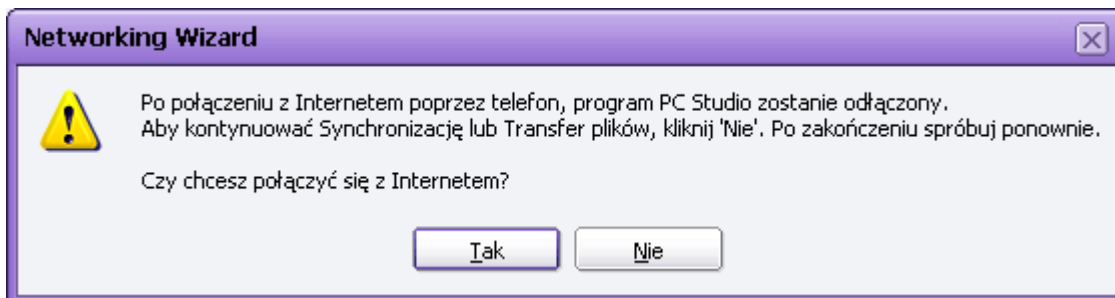 Networking Wizard
Po połączeniu z Internetem poprzez telefon, program PC Studio zostanie odłączony.
Aby kontynuować Synchronizację lub Transfer plików, kliknij 'Nie'. Po zakończeniu spróbuj ponownie.
Czy chcesz połączyć się z Internetem?
Tak
Nie